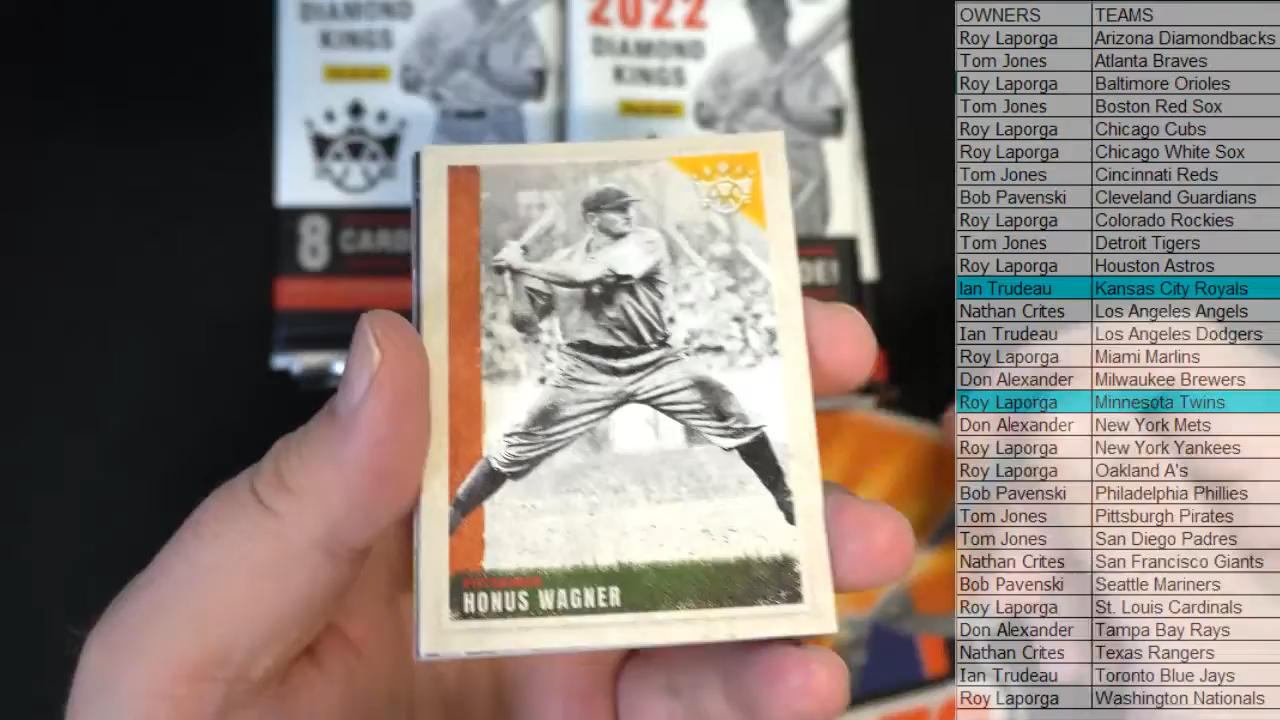 DIAMOND
KINGS
8 CARD
2022
DIAMOND
KINGS
PITTSBURGH
HONUS WAGNER
OWNERS TEAMS
Roy Laporga Arizona Diamondbacks
Tom Jones Atlanta Braves
Roy Laporga Baltimore Orioles
Tom Jones Boston Red Sox
Roy Laporga Chicago Cubs
Roy Laporga Chicago White Sox
Tom Jones Cincinnati Reds
Bob Pavenski Cleveland Guardians
Roy Laporga Colorado Rockies
Tom Jones Detroit Tigers
Roy Laporga Houston Astros
Ian Trudeau Kansas City Royals
Nathan Crites Los Angeles Angels
Ian Trudeau Los Angeles Dodgers
Roy Laporga Miami Marlins
Don Alexander Milwaukee Brewers
Roy Laporga Minnesota Twins
Don Alexander New York Mets
Roy Laporga New York Yankees
Roy Laporga Oakland A's
Bob Pavenski Philadelphia Phillies
Tom Jones Pittsburgh Pirates
Tom Jones San Diego Padres
Nathan Crites San Francisco Giants
Bob Pavenski Seattle Mariners
Roy Laporga St. Louis Cardinals
Don Alexander Tampa Bay Rays
Nathan Crites Texas Rangers
Ian Trudeau Toronto Blue Jays
Roy Laporga Washington Nationals